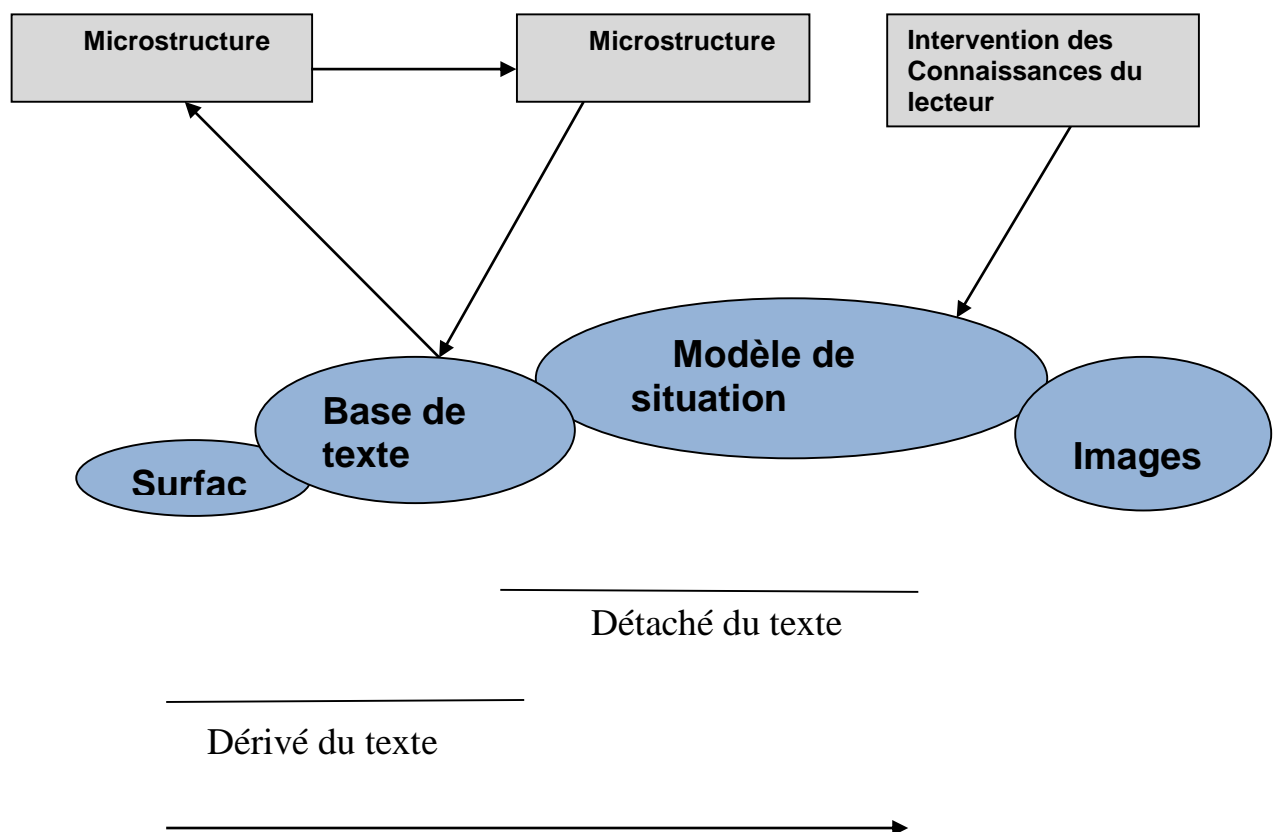 Microstructure
Microstructure
Intervention des
Connaissances du
lecteur
Modèle de
situation
Base de
texte
Surfac
Images
Détaché du texte
Dérivé du texte